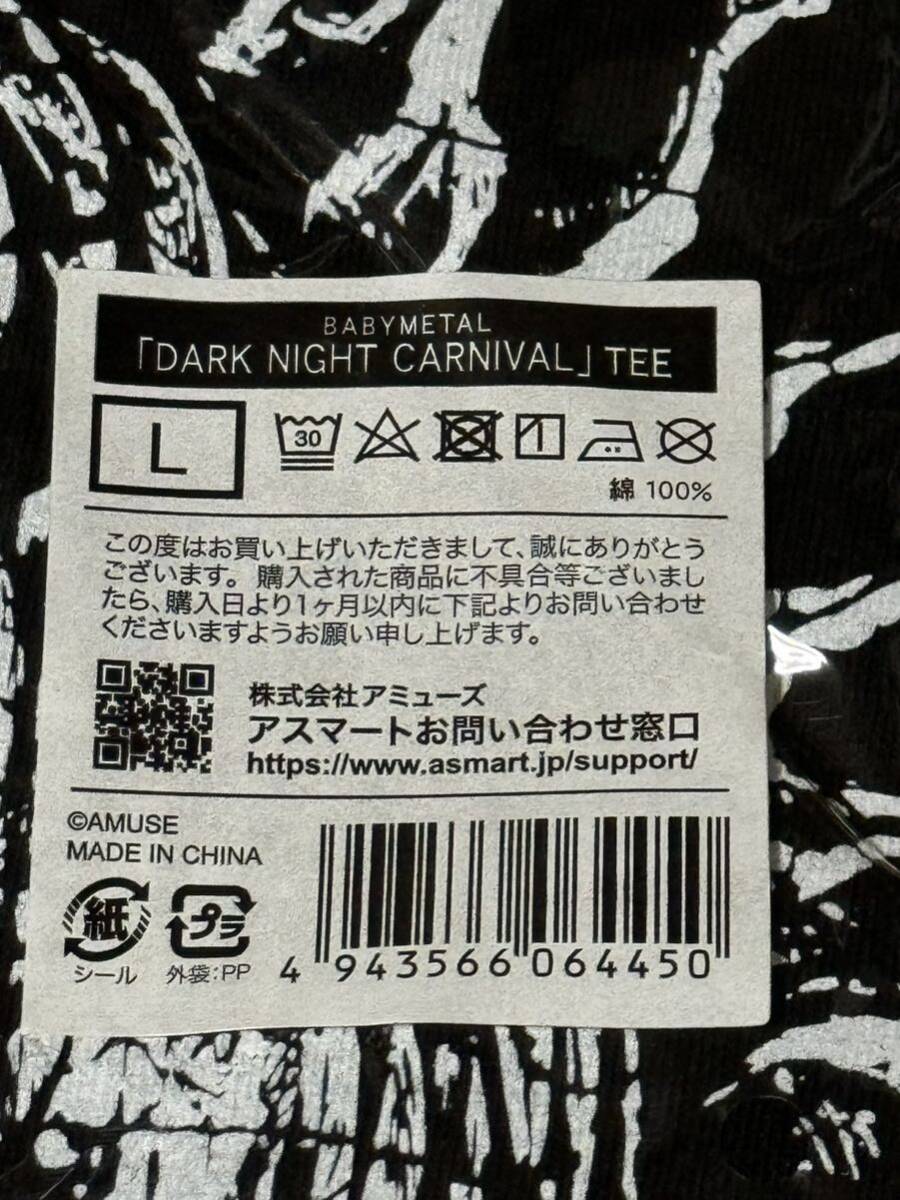 BABYMETAL
「DARK NIGHT CARNIVAL」TEE
L
30
綿 100%
この度はお買い上げいただきまして、誠にありがとう
ございます。購入された商品に不具合等ございまし
たら、購入日より1ヶ月以内に下記よりお問い合わせ
くださいますようお願い申し上げます。
株式会社アミューズ
アスマートお問い合わせ窓口
https://www.asmart.jp/support/
©AMUSE
MADE IN CHINA
紙
プラ
シール
外袋:PP
4 943566 064450